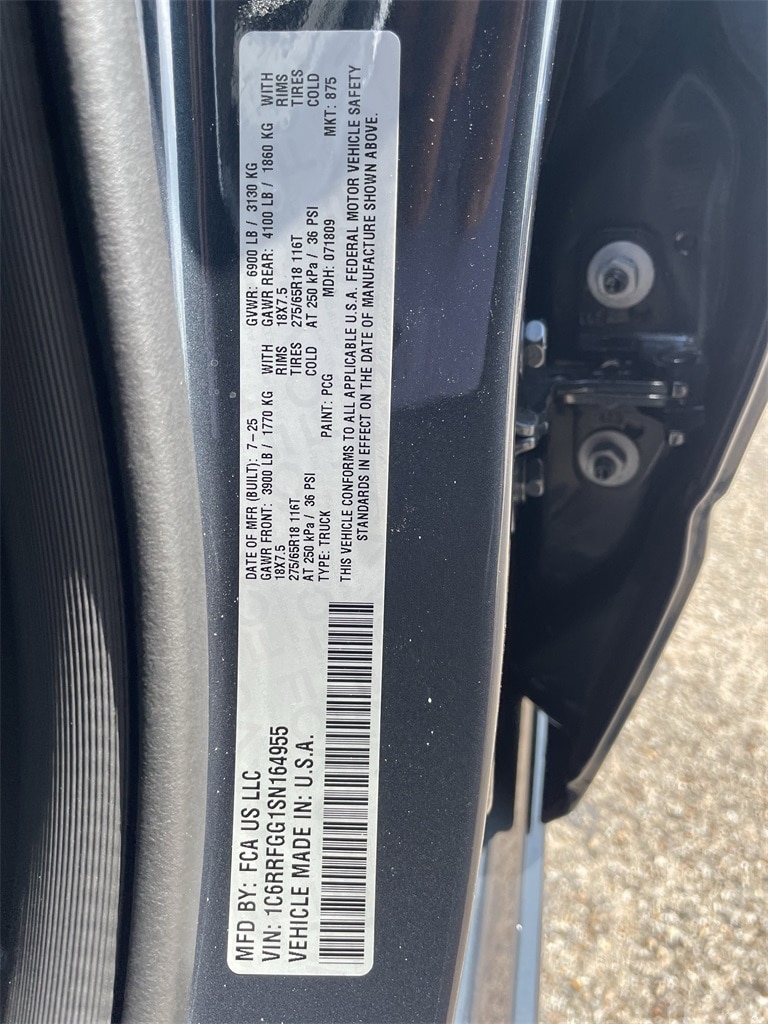 MFD BY: FCA US LLC
VIN: 1C6RRFGG1SN164955
VEHICLE MADE IN: U.S.A.
DATE OF MFR (BUILT): 7-25
GAWR FRONT: 3900 LB / 1770 KG WITH
18X7.5 RIMS
275/65R18 116T TIRES
AT 250 kPa / 36 PSI COLD
TYPE: TRUCK PAINT: PCG
GVWR: 6900 LB / 3130 KG
GAWR REAR: 4100 LB / 1860 KG WITH
18X7.5 RIMS
275/65R18 116T TIRES
AT 250 kPa / 36 PSI COLD
MDH: 071809 MKT: 875
THIS VEHICLE CONFORMS TO ALL APPLICABLE U.S.A. FEDERAL MOTOR VEHICLE SAFETY
STANDARDS IN EFFECT ON THE DATE OF MANUFACTURE SHOWN ABOVE.